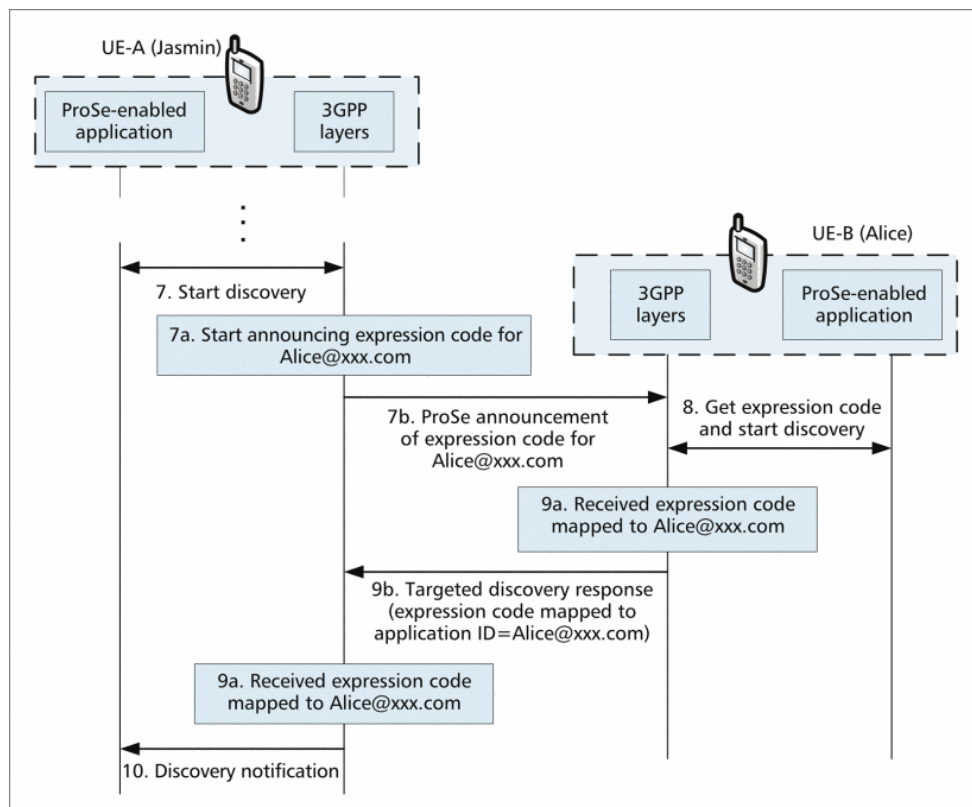 UE-A (Jasmin)
ProSe-enabled
application
3GPP
layers
UE-B (Alice)
3GPP
layers
ProSe-enabled
application
7. Start discovery
7a. Start announcing expression code for
Alice@xxx.com
7b. ProSe announcement
of expression code for
Alice@xxx.com
8. Get expression code
and start discovery
9a. Received expression code
mapped to Alice@xxx.com
9b. Targeted discovery response
(expression code mapped to
application ID=Alice@xxx.com)
9a. Received expression code
mapped to Alice@xxx.com
10. Discovery notification